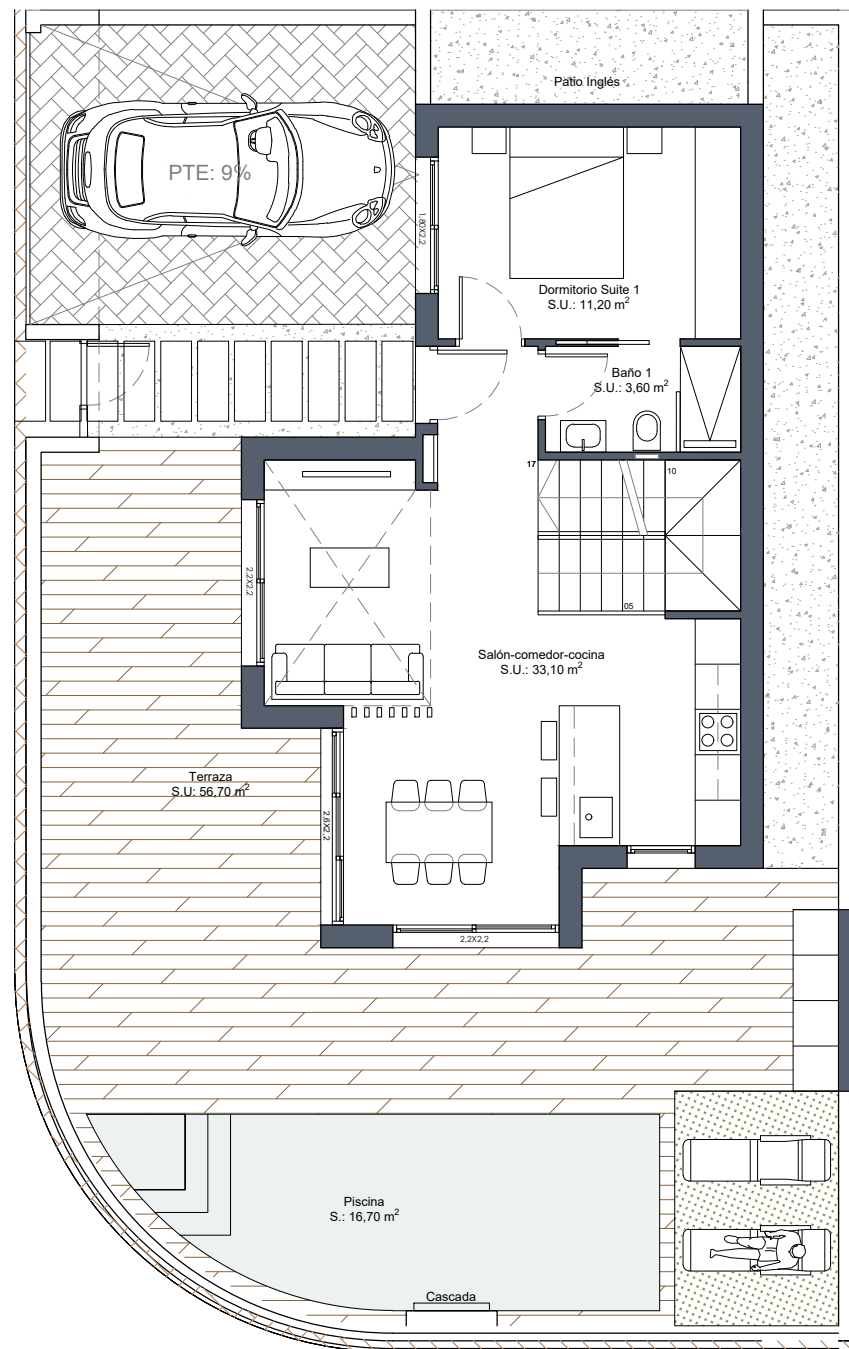 Patio Inglés
PTE: 9%
1,80X2,2
Dormitorio Suite 1
S.U.: 11,20 m²
Baño 1
S.U.: 3,60 m²
17
10
2,2X2,2
05
Salón-comedor-cocina
S.U.: 33,10 m²
Terraza
S.U: 56,70 m²
2,6X2,2
2,2X2,2
Piscina
S.: 16,70 m²
Cascada